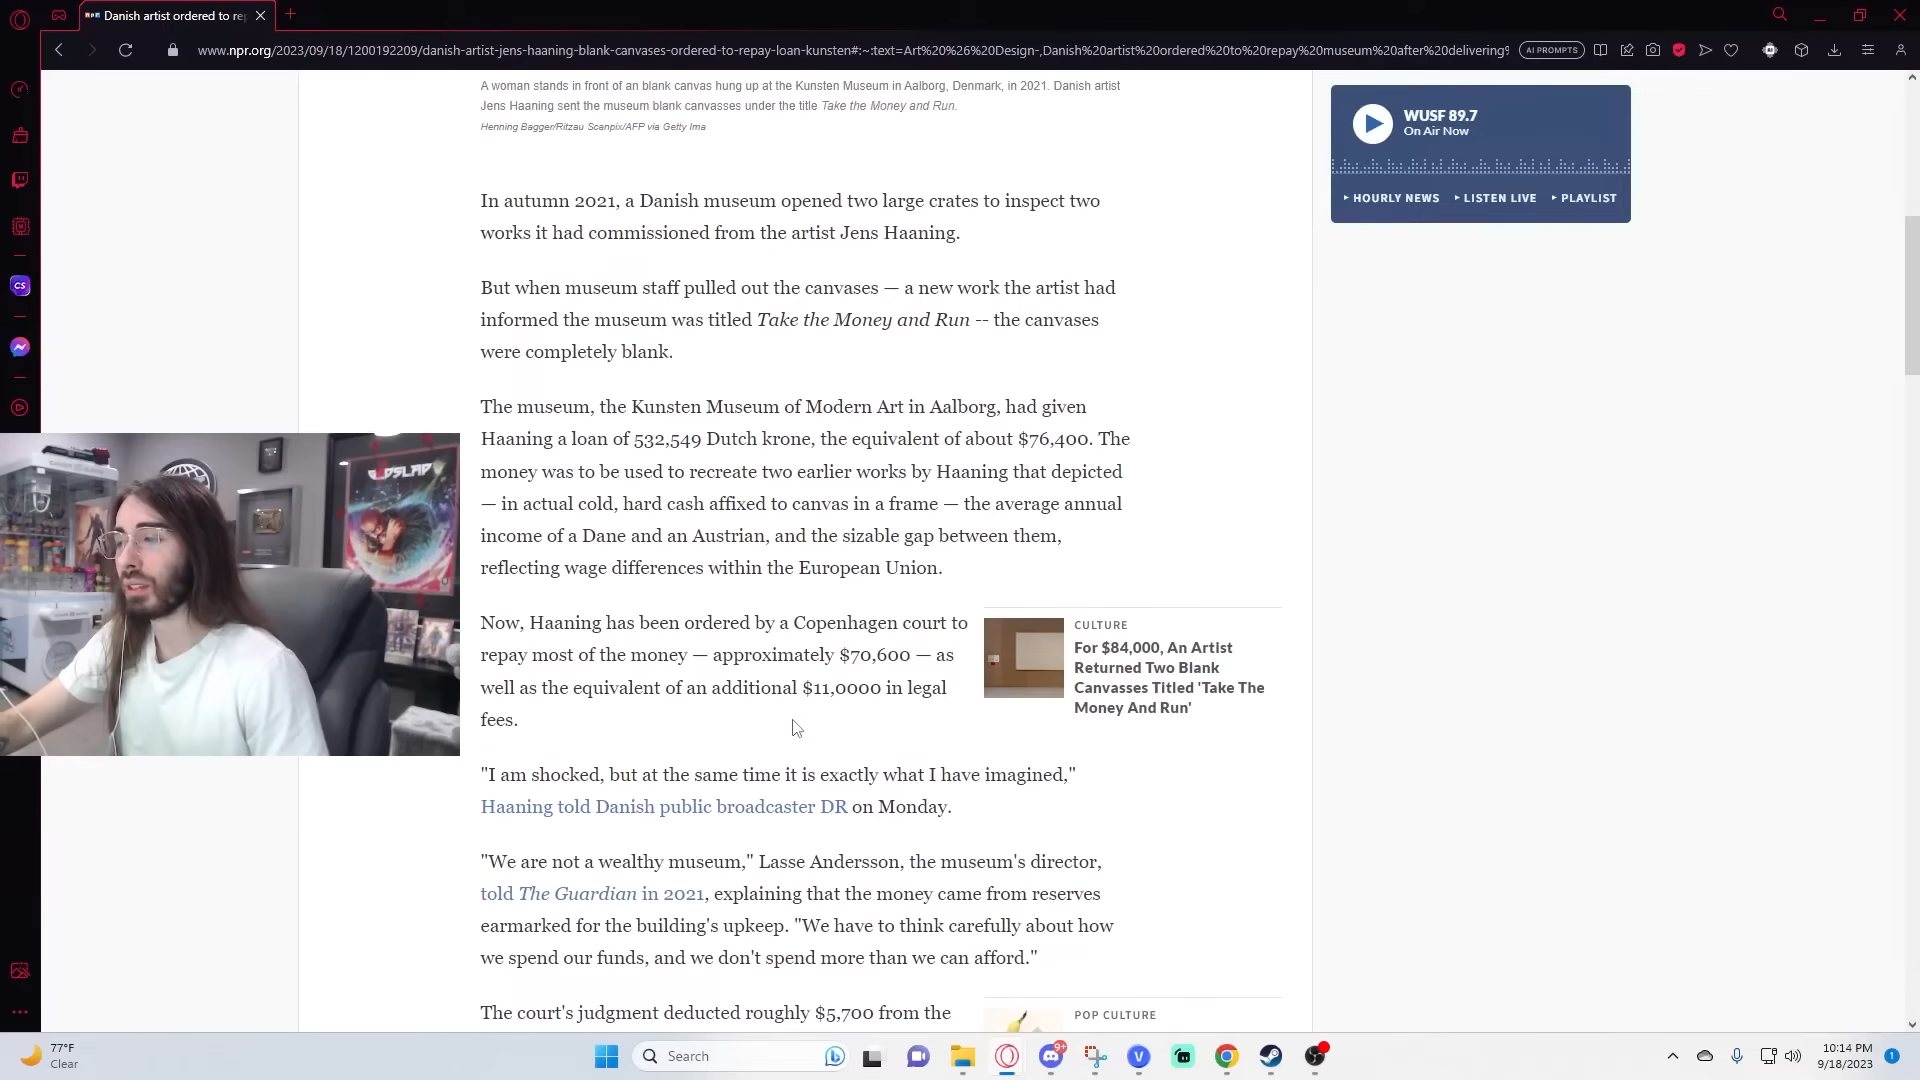 Danish artist ordered to re
www.npr.org/2023/09/18/1200192209/danish-artist-jens-haaning-blank-canvases-ordered-to-repay-loan-kunsten#:~:text=Art%20%26%20Design-,Danish%20artist%20ordered%20to%20repay%20museum%20after%20delivering%
AI PROMPTS
A woman stands in front of an blank canvas hung up at the Kunsten Museum in Aalborg, Denmark, in 2021. Danish artist
Jens Haaning sent the museum blank canvasses under the title Take the Money and Run.
Henning Bagger/Ritzau Scanpix/AFP via Getty Ima
WUSF 89.7
On Air Now
HOURLY NEWS
LISTEN LIVE
PLAYLIST
In autumn 2021, a Danish museum opened two large crates to inspect two
works it had commissioned from the artist Jens Haaning.
But when museum staff pulled out the canvases — a new work the artist had
informed the museum was titled Take the Money and Run -- the canvases
were completely blank.
The museum, the Kunsten Museum of Modern Art in Aalborg, had given
Haaning a loan of 532,549 Dutch krone, the equivalent of about $76,400. The
money was to be used to recreate two earlier works by Haaning that depicted
— in actual cold, hard cash affixed to canvas in a frame — the average annual
income of a Dane and an Austrian, and the sizable gap between them,
reflecting wage differences within the European Union.
Now, Haaning has been ordered by a Copenhagen court to
repay most of the money — approximately $70,600 — as
well as the equivalent of an additional $11,0000 in legal
fees.
CULTURE
For $84,000, An Artist
Returned Two Blank
Canvasses Titled 'Take The
Money And Run'
"I am shocked, but at the same time it is exactly what I have imagined,"
Haaning told Danish public broadcaster DR on Monday.
"We are not a wealthy museum," Lasse Andersson, the museum's director,
told The Guardian in 2021, explaining that the money came from reserves
earmarked for the building's upkeep. "We have to think carefully about how
we spend our funds, and we don't spend more than we can afford."
The court's judgment deducted roughly $5,700 from the
POP CULTURE
CS
77°F
Clear
Search
9+
V
10:14 PM
9/18/2023
1